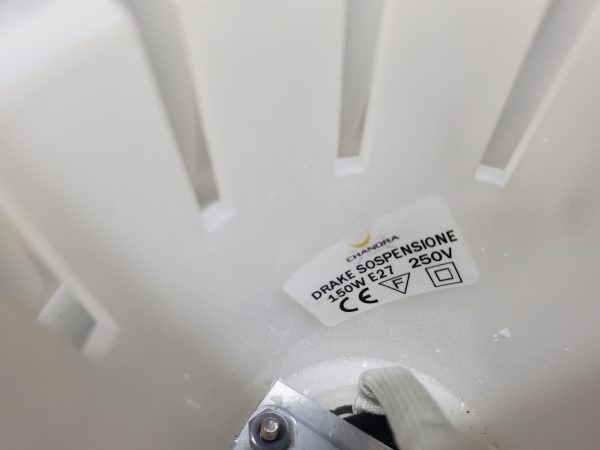 CHANDRA
DRAKE SOSPENSIONE
150W E27 250V
CE F